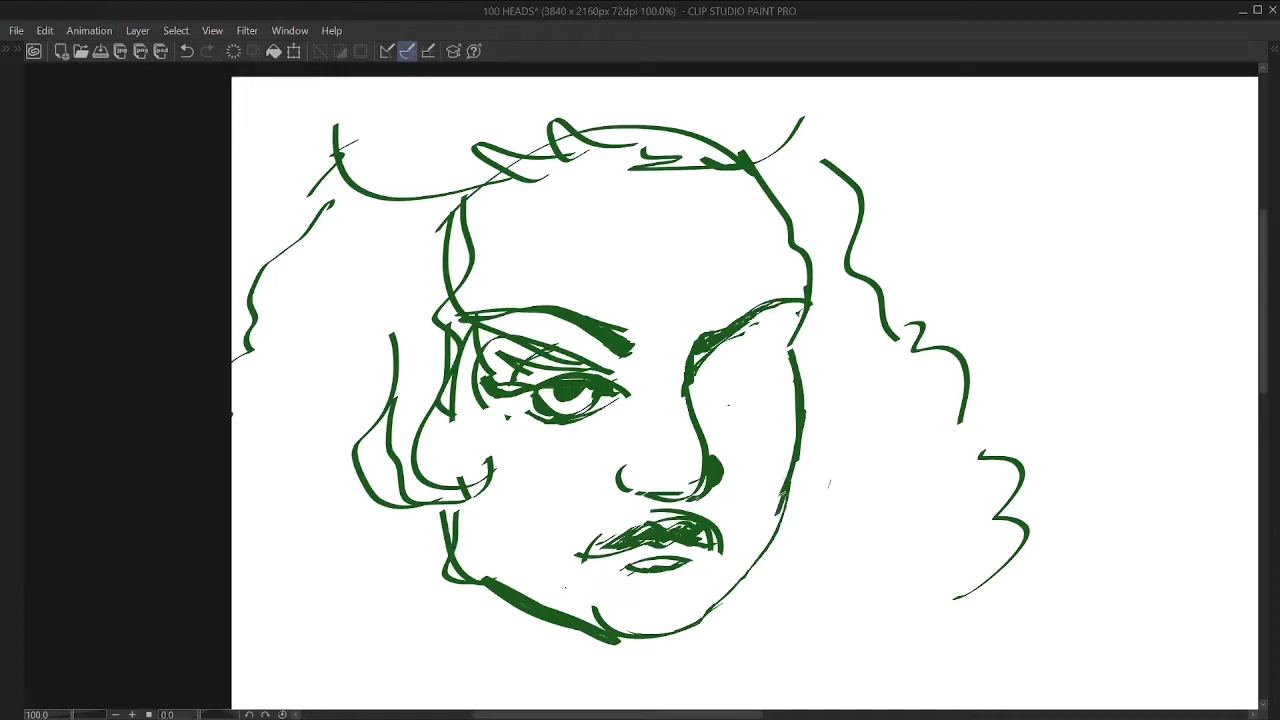 100 HEADS* (3840 x 2160px 72dpi 100.0%) - CLIP STUDIO PAINT PRO
File Edit Animation Layer Select View Filter Window Help
100.0 0.0